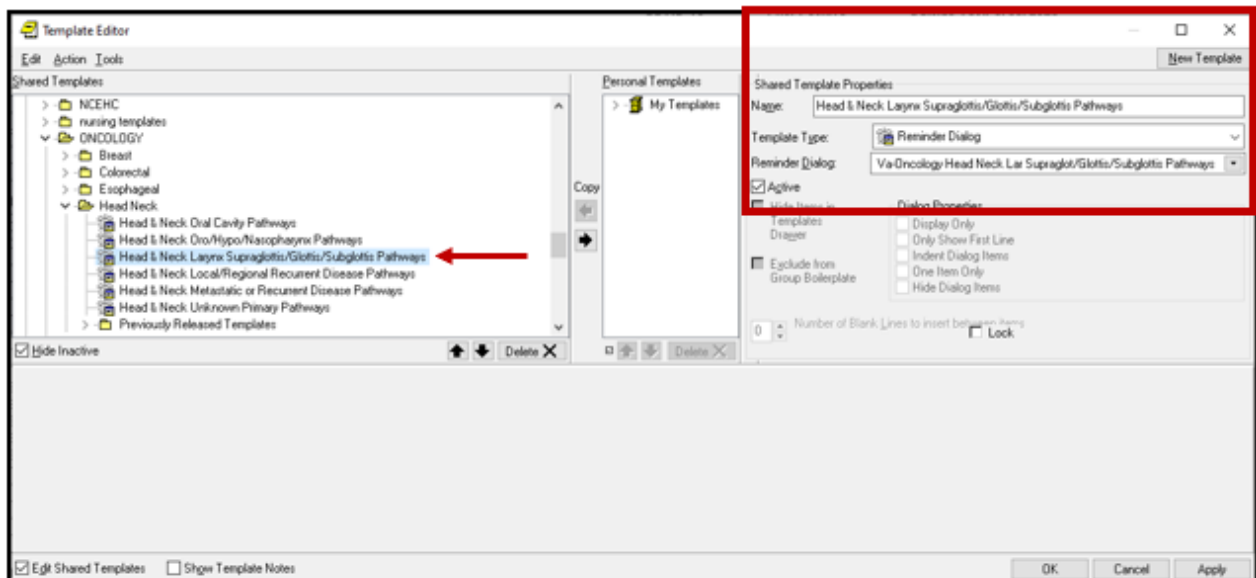 Template Editor
Edit Action Tools
New Template
Shared Templates
NCEHC
nursing templates
ONCOLOGY
Breast
Colorectal
Esophageal
Head Neck
Head & Neck Oral Cavity Pathways
Head & Neck Oro/Hypo/Nasopharynx Pathways
Head & Neck Larynx Supraglottis/Glottis/Subglottis Pathways
Head & Neck Local/Regional Recurrent Disease Pathways
Head & Neck Metastatic or Recurrent Disease Pathways
Head & Neck Unknown Primary Pathways
Previously Released Templates
Hide Inactive
Delete
Copy
Personal Templates
My Templates
Delete
Shared Template Properties
Name: Head & Neck Larynx Supraglottis/Glottis/Subglottis Pathways
Template Type: Reminder Dialog
Reminder Dialog: Va-Oncology Head Neck Lar Supraglot/Glottis/Subglottis Pathways
Active
Hide Items in
Templates
Drawer
Exclude from
Group Boilerplate
Dialog Properties
Display Only
Only Show First Line
Indent Dialog Items
One Item Only
Hide Dialog Items
0 Number of Blank Lines to insert between items
Lock
Edit Shared Templates Show Template Notes
OK Cancel Apply